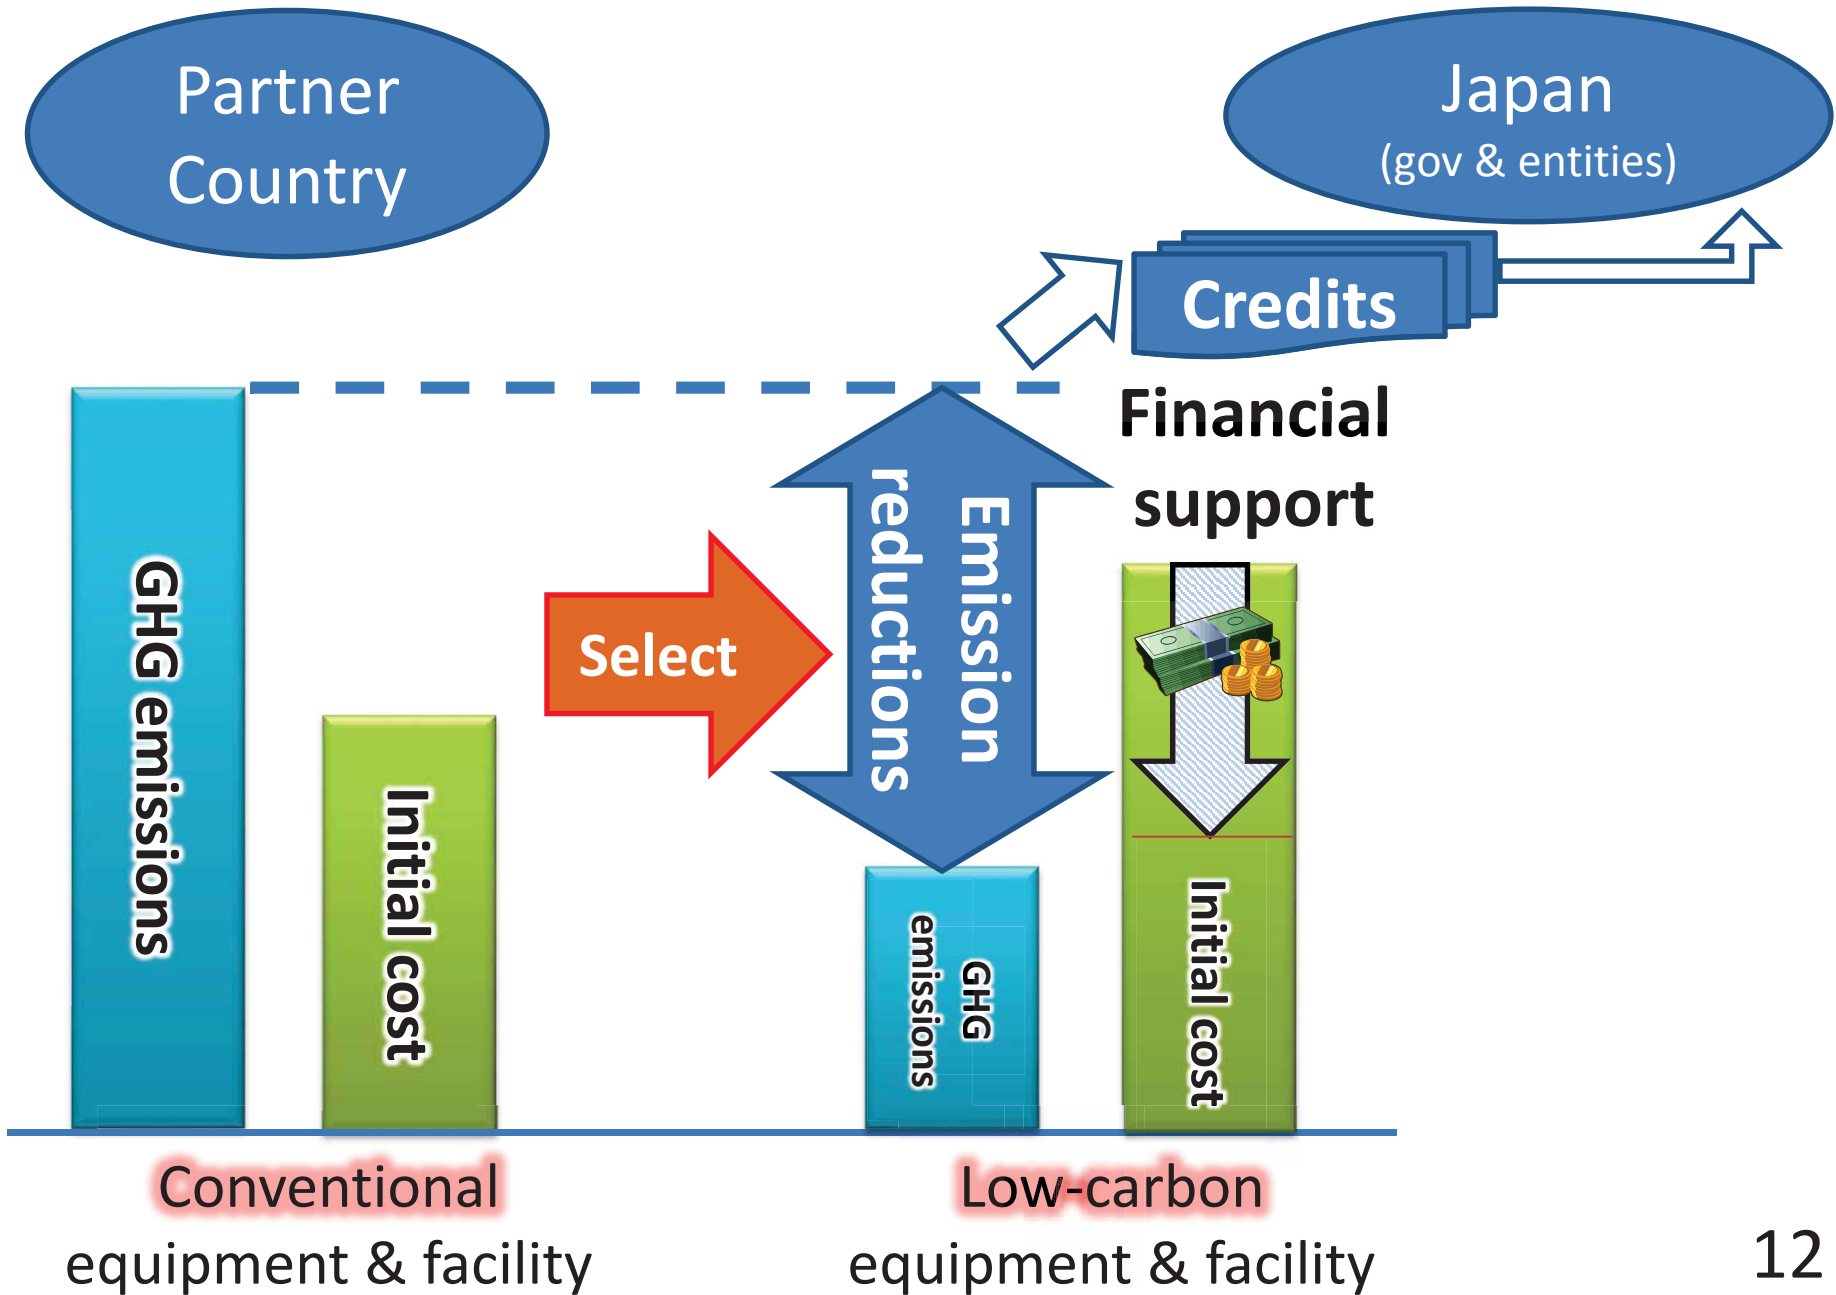 Partner
Country
Japan
(gov & entities)
Credits
Financial
support
GHG emissions
Initial cost
Select
Emission
reductions
GHG
emissions
Initial cost
Conventional
equipment & facility
Low-carbon
equipment & facility
12